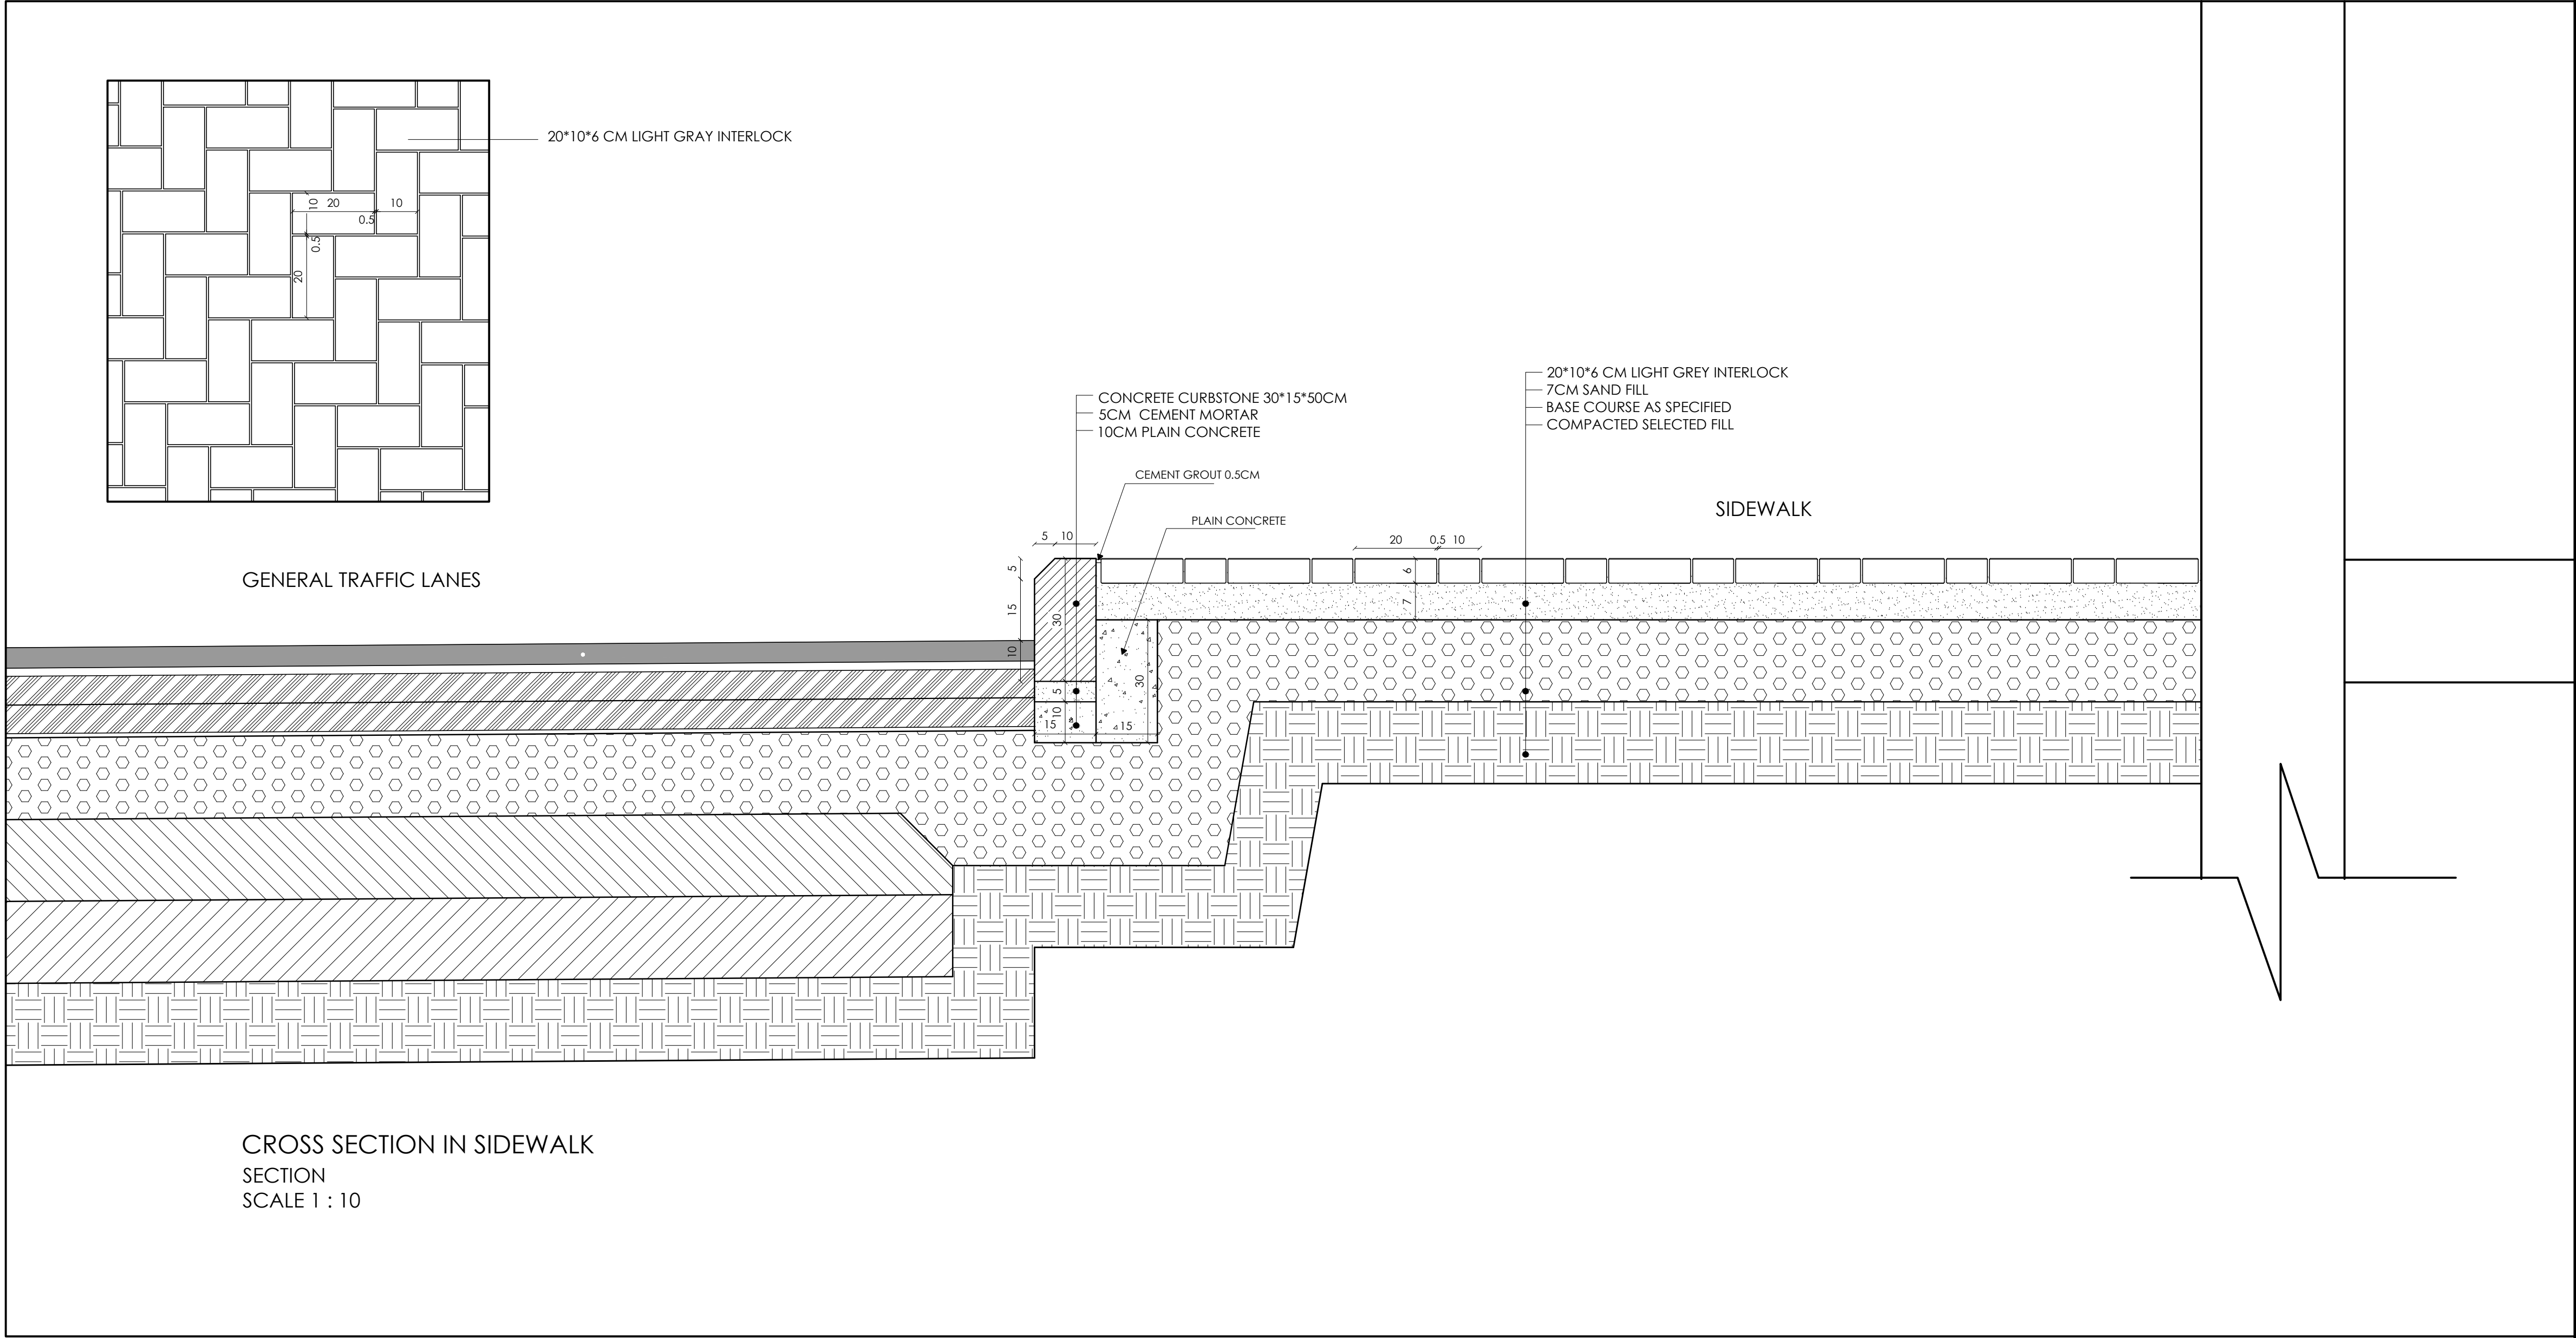 20*10*6 CM LIGHT GRAY INTERLOCK
10
20
10
0.5
0.5
20
20*10*6 CM LIGHT GREY INTERLOCK
7CM SAND FILL
BASE COURSE AS SPECIFIED
COMPACTED SELECTED FILL
CONCRETE CURBSTONE 30*15*50CM
5CM CEMENT MORTAR
10CM PLAIN CONCRETE
CEMENT GROUT 0.5CM
PLAIN CONCRETE
SIDEWALK
GENERAL TRAFFIC LANES
5 10
20 0.5 10
5
6
7
15
30
10
30
5
10
15
15
CROSS SECTION IN SIDEWALK
SECTION
SCALE 1 : 10